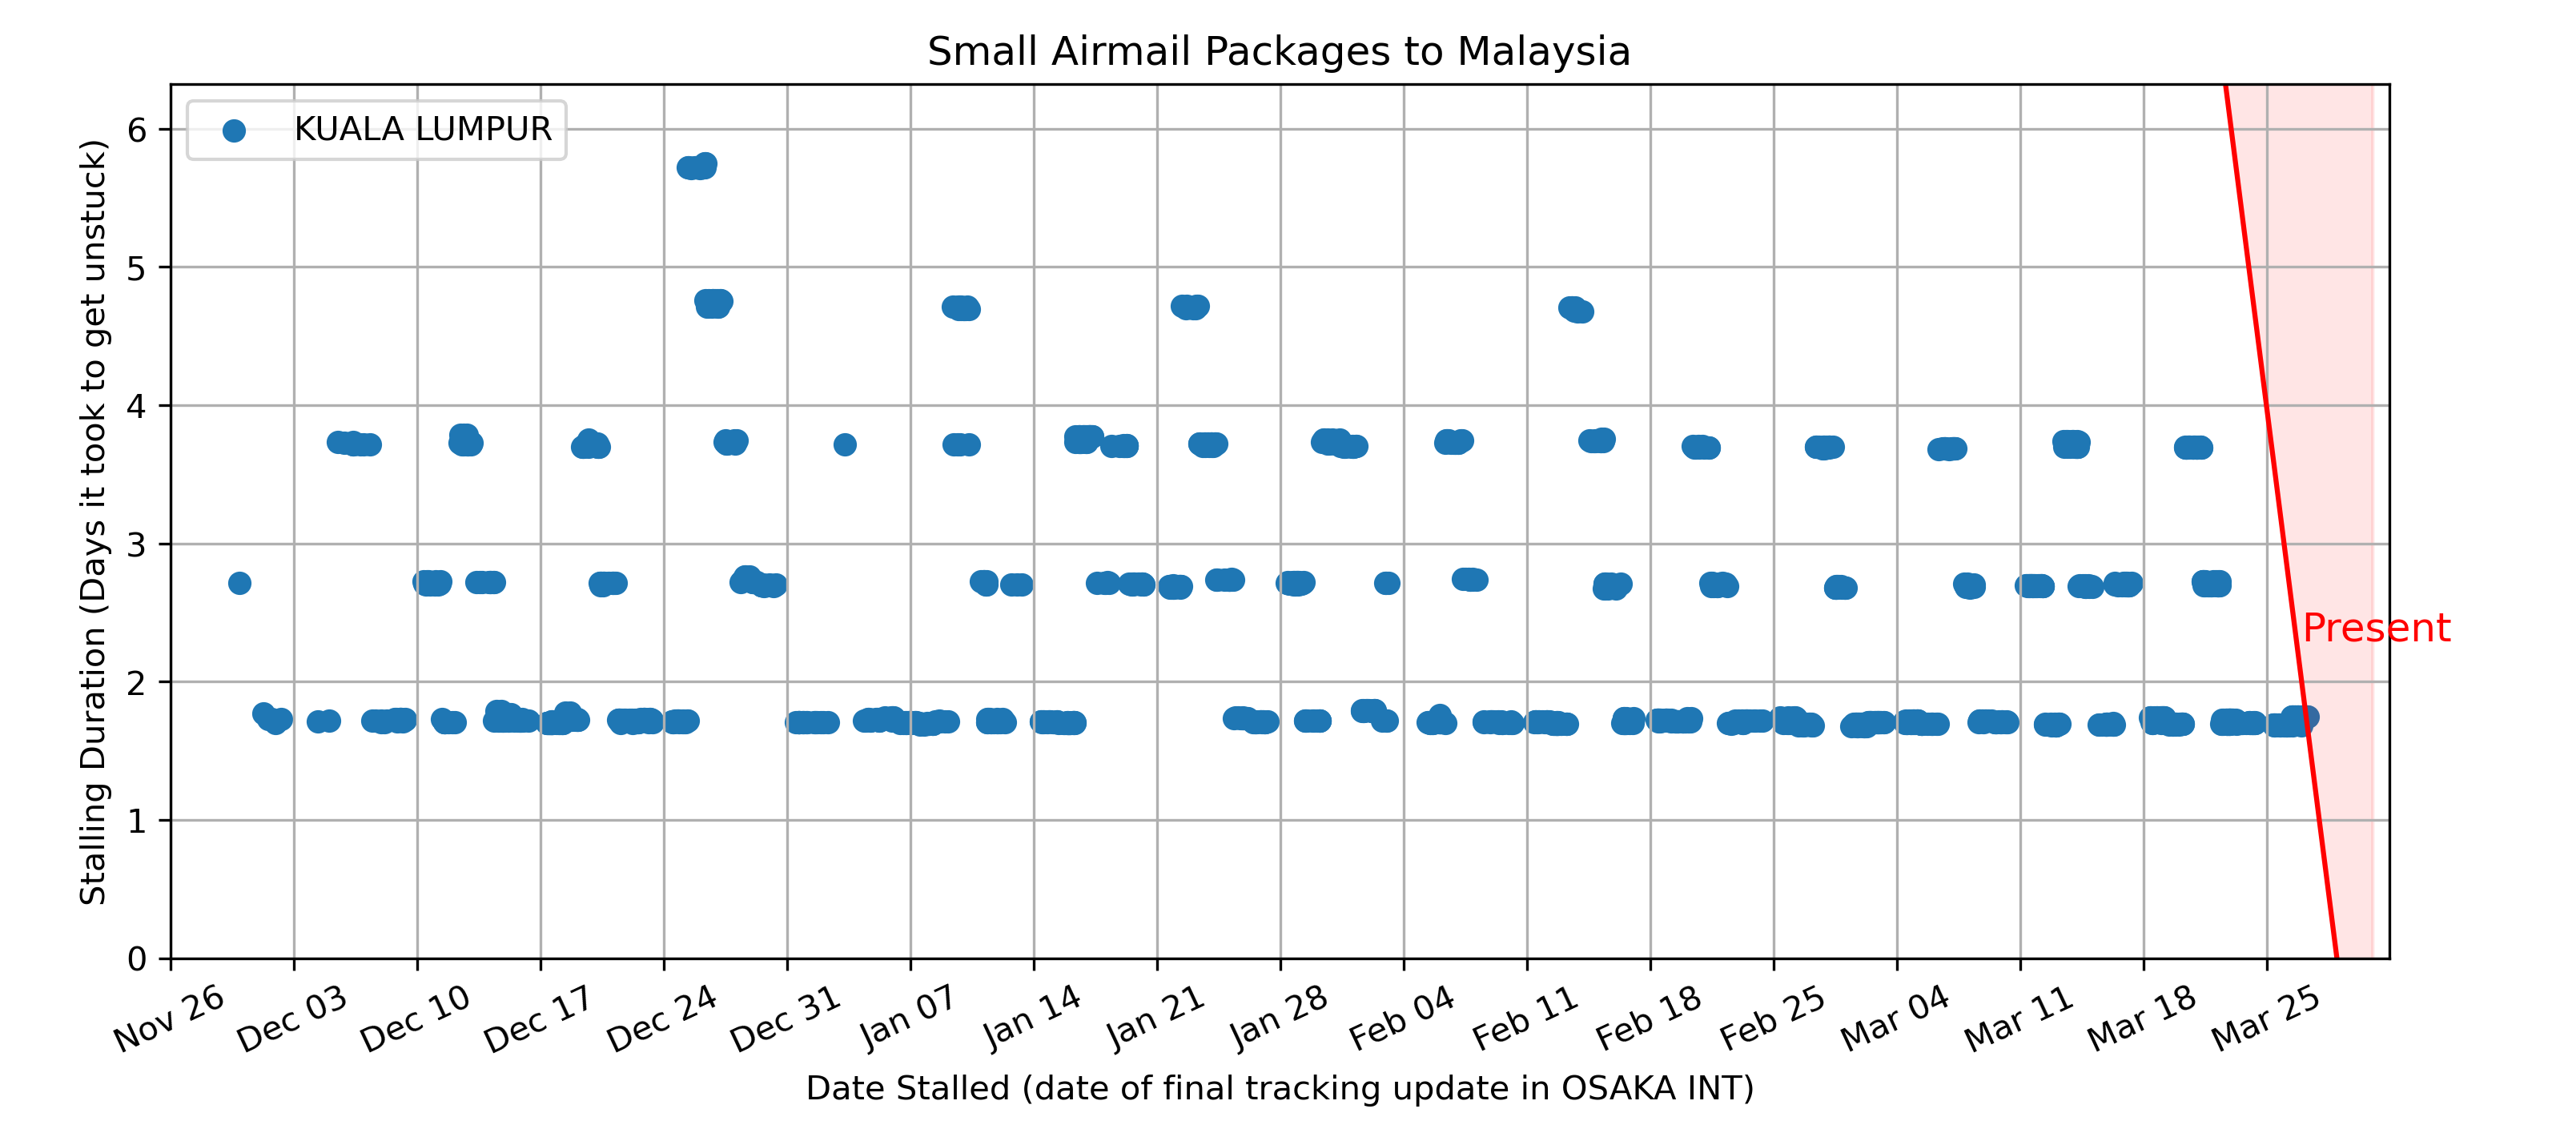 Small Airmail Packages to Malaysia
KUALA LUMPUR
Stalling Duration (Days it took to get unstuck)
6
5
4
3
2
1
0
Present
Nov 26
Dec 03
Dec 10
Dec 17
Dec 24
Dec 31
Jan 07
Jan 14
Jan 21
Jan 28
Feb 04
Feb 11
Feb 18
Feb 25
Mar 04
Mar 11
Mar 18
Mar 25
Date Stalled (date of final tracking update in OSAKA INT)